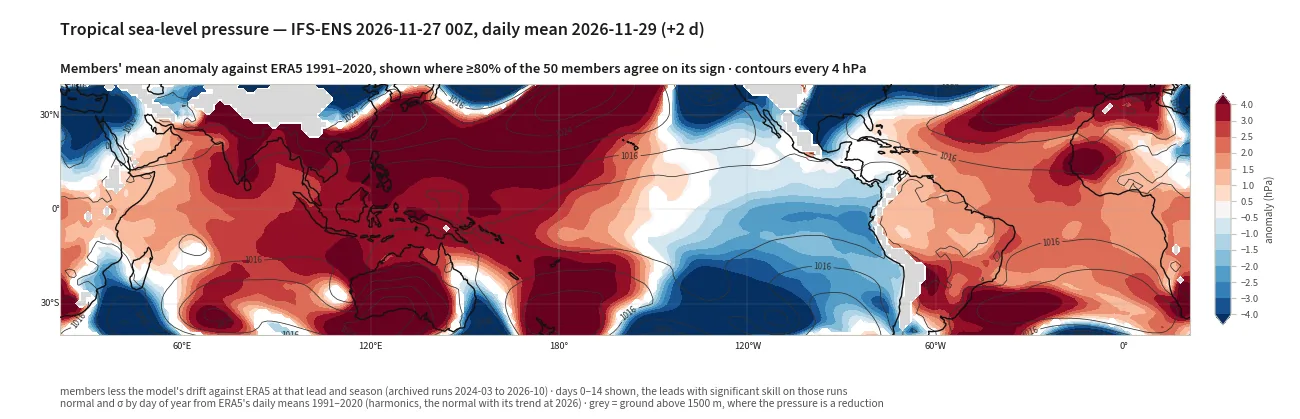 Tropical sea-level pressure — IFS-ENS 2026-11-27 00Z, daily mean 2026-11-29 (+2 d)
Members' mean anomaly against ERA5 1991–2020, shown where ≥80% of the 50 members agree on its sign · contours every 4 hPa
30°N
0°
30°S
60°E
120°E
180°
120°W
60°W
0°
1016
1016
1016
1016
1016
1016
1016
1016
1024
4.0
3.0
2.5
2.0
1.5
1.0
0.5
−0.5
−1.0
−1.5
−2.0
−2.5
−3.0
−4.0
anomaly (hPa)
members less the model's drift against ERA5 at that lead and season (archived runs 2024-03 to 2026-10) · days 0–14 shown, the leads with significant skill on those runs
normal and σ by day of year from ERA5's daily means 1991–2020 (harmonics, the normal with its trend at 2026) · grey = ground above 1500 m, where the pressure is a reduction